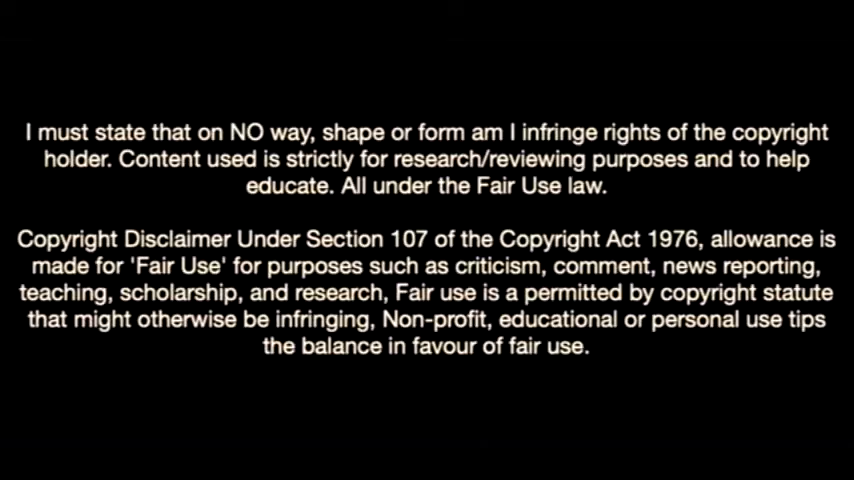 I must state that on NO way, shape or form am I infringe rights of the copyright
holder. Content used is strictly for research/reviewing purposes and to help
educate. All under the Fair Use law.
Copyright Disclaimer Under Section 107 of the Copyright Act 1976, allowance is
made for 'Fair Use' for purposes such as criticism, comment, news reporting,
teaching, scholarship, and research, Fair use is a permitted by copyright statute
that might otherwise be infringing, Non-profit, educational or personal use tips
the balance in favour of fair use.